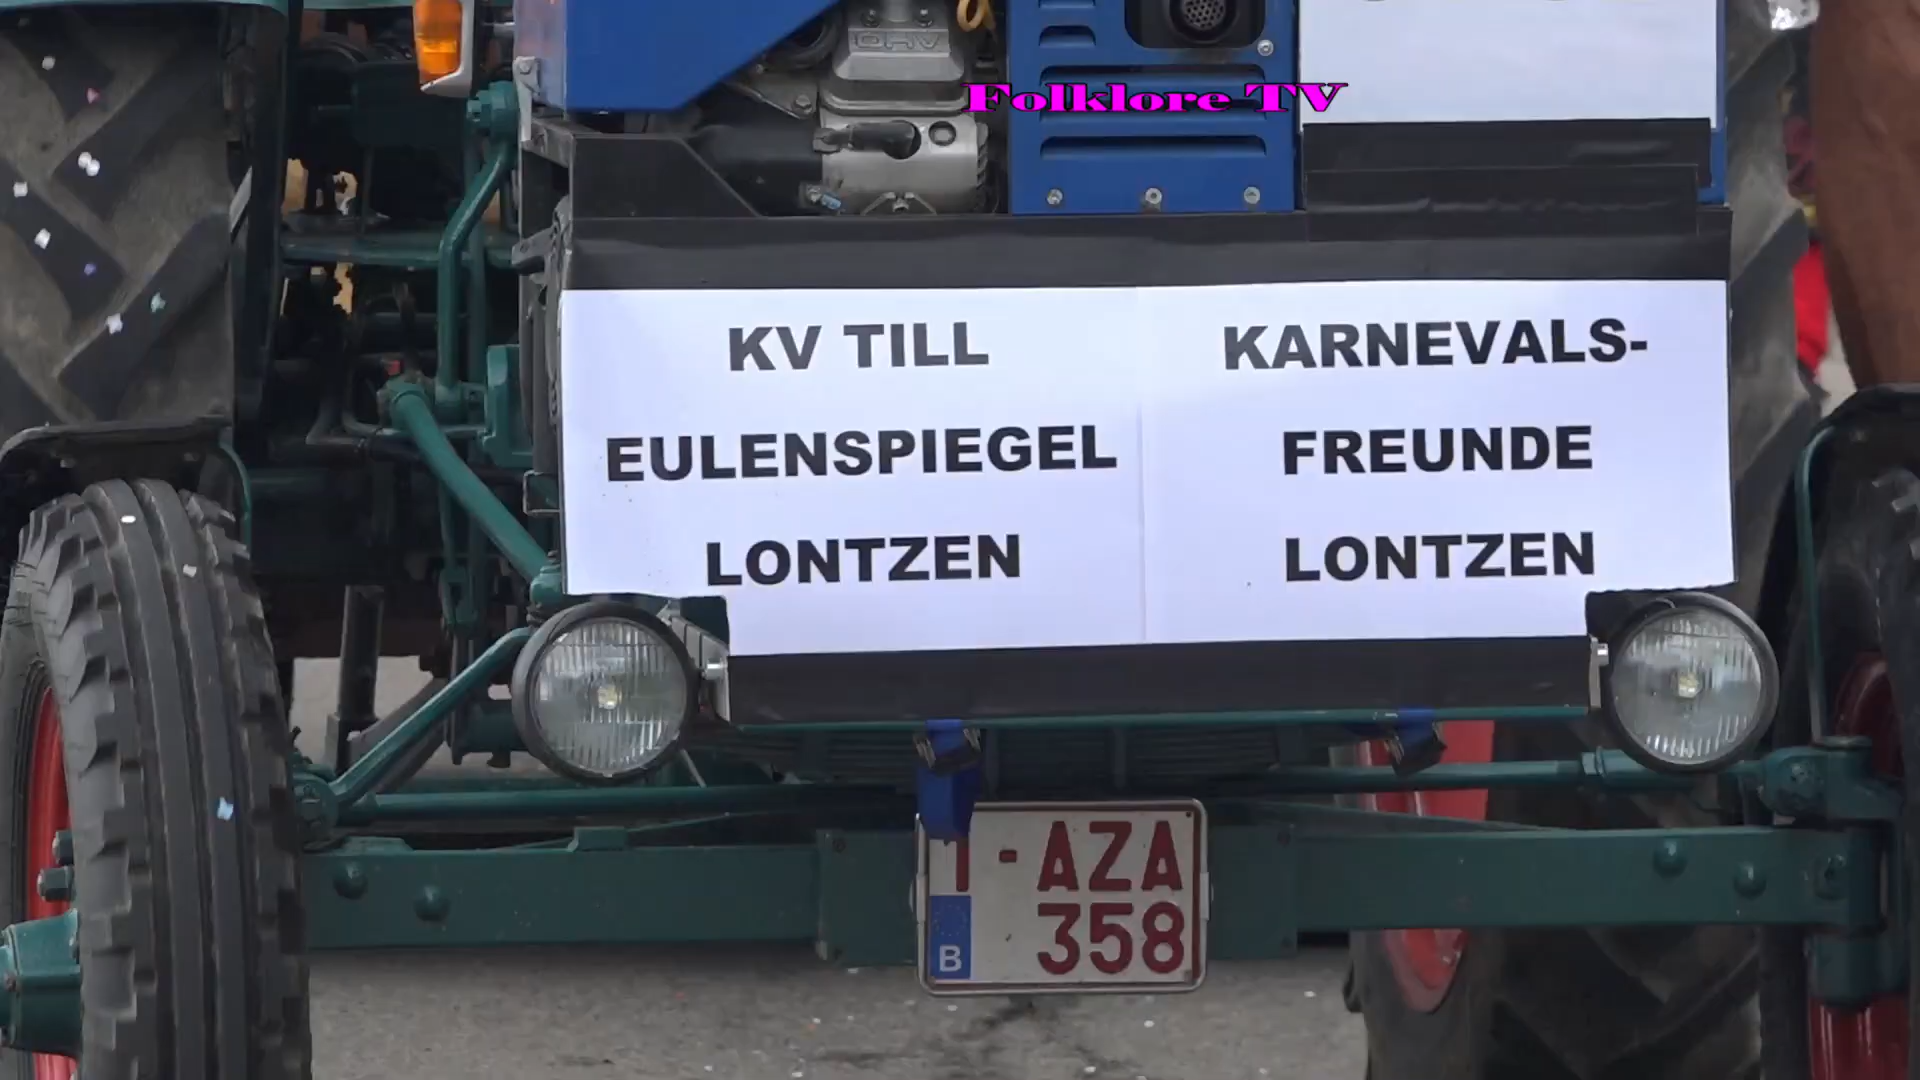 OHV
Folklore TV
KV TILL
EULENSPIEGEL
LONTZEN
KARNEVALS-
FREUNDE
LONTZEN
1-AZA
358
B